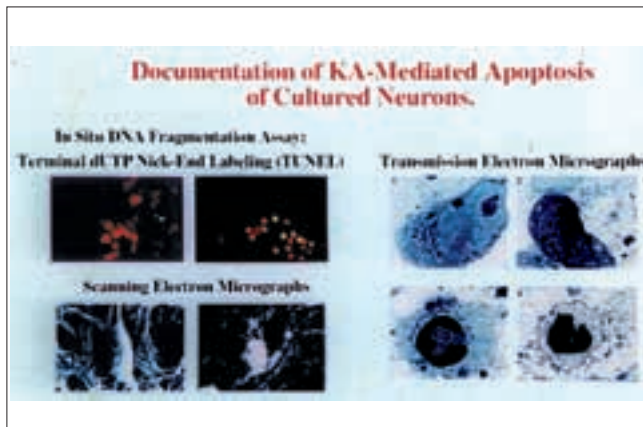 Documentation of KA-Mediated Apoptosis
of Cultured Neurons.
In Situ DNA Fragmentation Assay:
Terminal dUTP Nick-End Labeling (TUNEL)
Transmission Electron Micrographs
Scanning Electron Micrographs